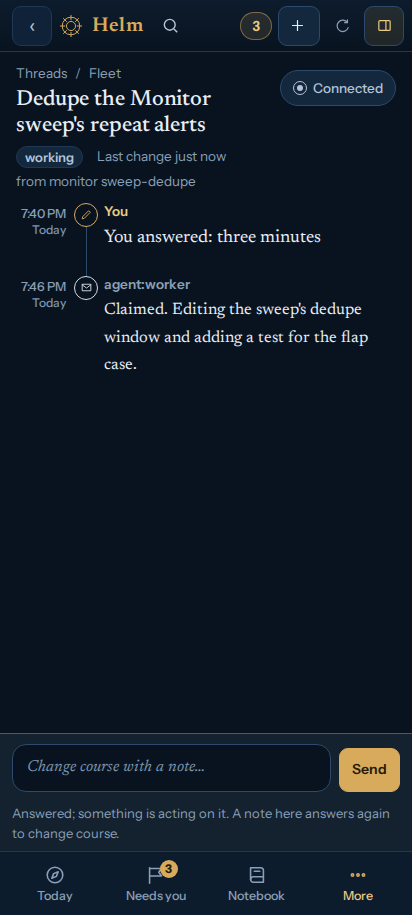 ‹ Helm 3 +
Threads / Fleet
Dedupe the Monitor
sweep's repeat alerts
Connected
working Last change just now
from monitor sweep-dedupe
7:40 PM You
Today You answered: three minutes
7:46 PM agent:worker
Today Claimed. Editing the sweep's dedupe
window and adding a test for the flap
case.
Change course with a note... Send
Answered; something is acting on it. A note here answers again
to change course.
3
Today Needs you Notebook More